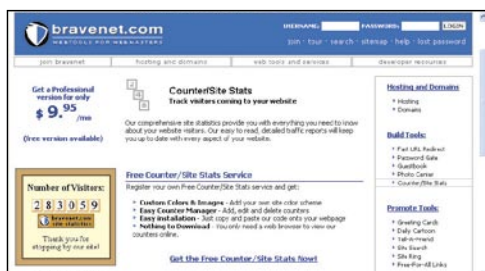 bravenet.com
WEBTOOLS FOR WEBMASTERS
USERNAME: PASSWORD: LOGIN
join · tour · search · sitemap · help · lost password
join bravenet
hosting and domains
web tools and services
developer resources
Get a Professional
version for only
$ 9.95 /mo
(free version available)
Number of Visitors:
283059
bravenet.com
site statistics
Thank you for
stopping by our site!
Counter/Site Stats
Track visitors coming to your website
Our comprehensive site statistics provide you with everything you need to know
about your website visitors. Our easy to read, detailed traffic reports will keep
you up to date with every aspect of your website.
Free Counter/Site Stats Service
Register your own Free Counter/Site Stats service and get:
• Custom Colors & Images - Add your own site color scheme
• Easy Counter Manager - Add, edit and delete counters
• Easy installation - Just copy and paste our code onto your webpage
• Nothing to Download - You only need a web browser to view our
counters online.
Get the Free Counter/Site Stats Now!
Hosting and Domains
• Hosting
• Domains
Build Tools:
• Fast URL Redirect
• Password Gate
• Guestbook
• Photo Center
• Counter/Site Stats
Promote Tools:
• Greeting Cards
• Daily Cartoon
• Tell-A-Friend
• Site Search
• Site Ring
• Free-For-All Links